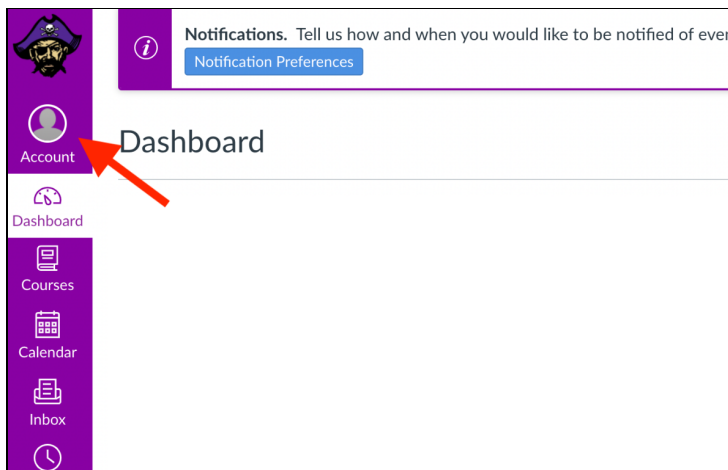 Notifications. Tell us how and when you would like to be notified of
Notification Preferences
Account
Dashboard
Dashboard
Courses
Calendar
Inbox